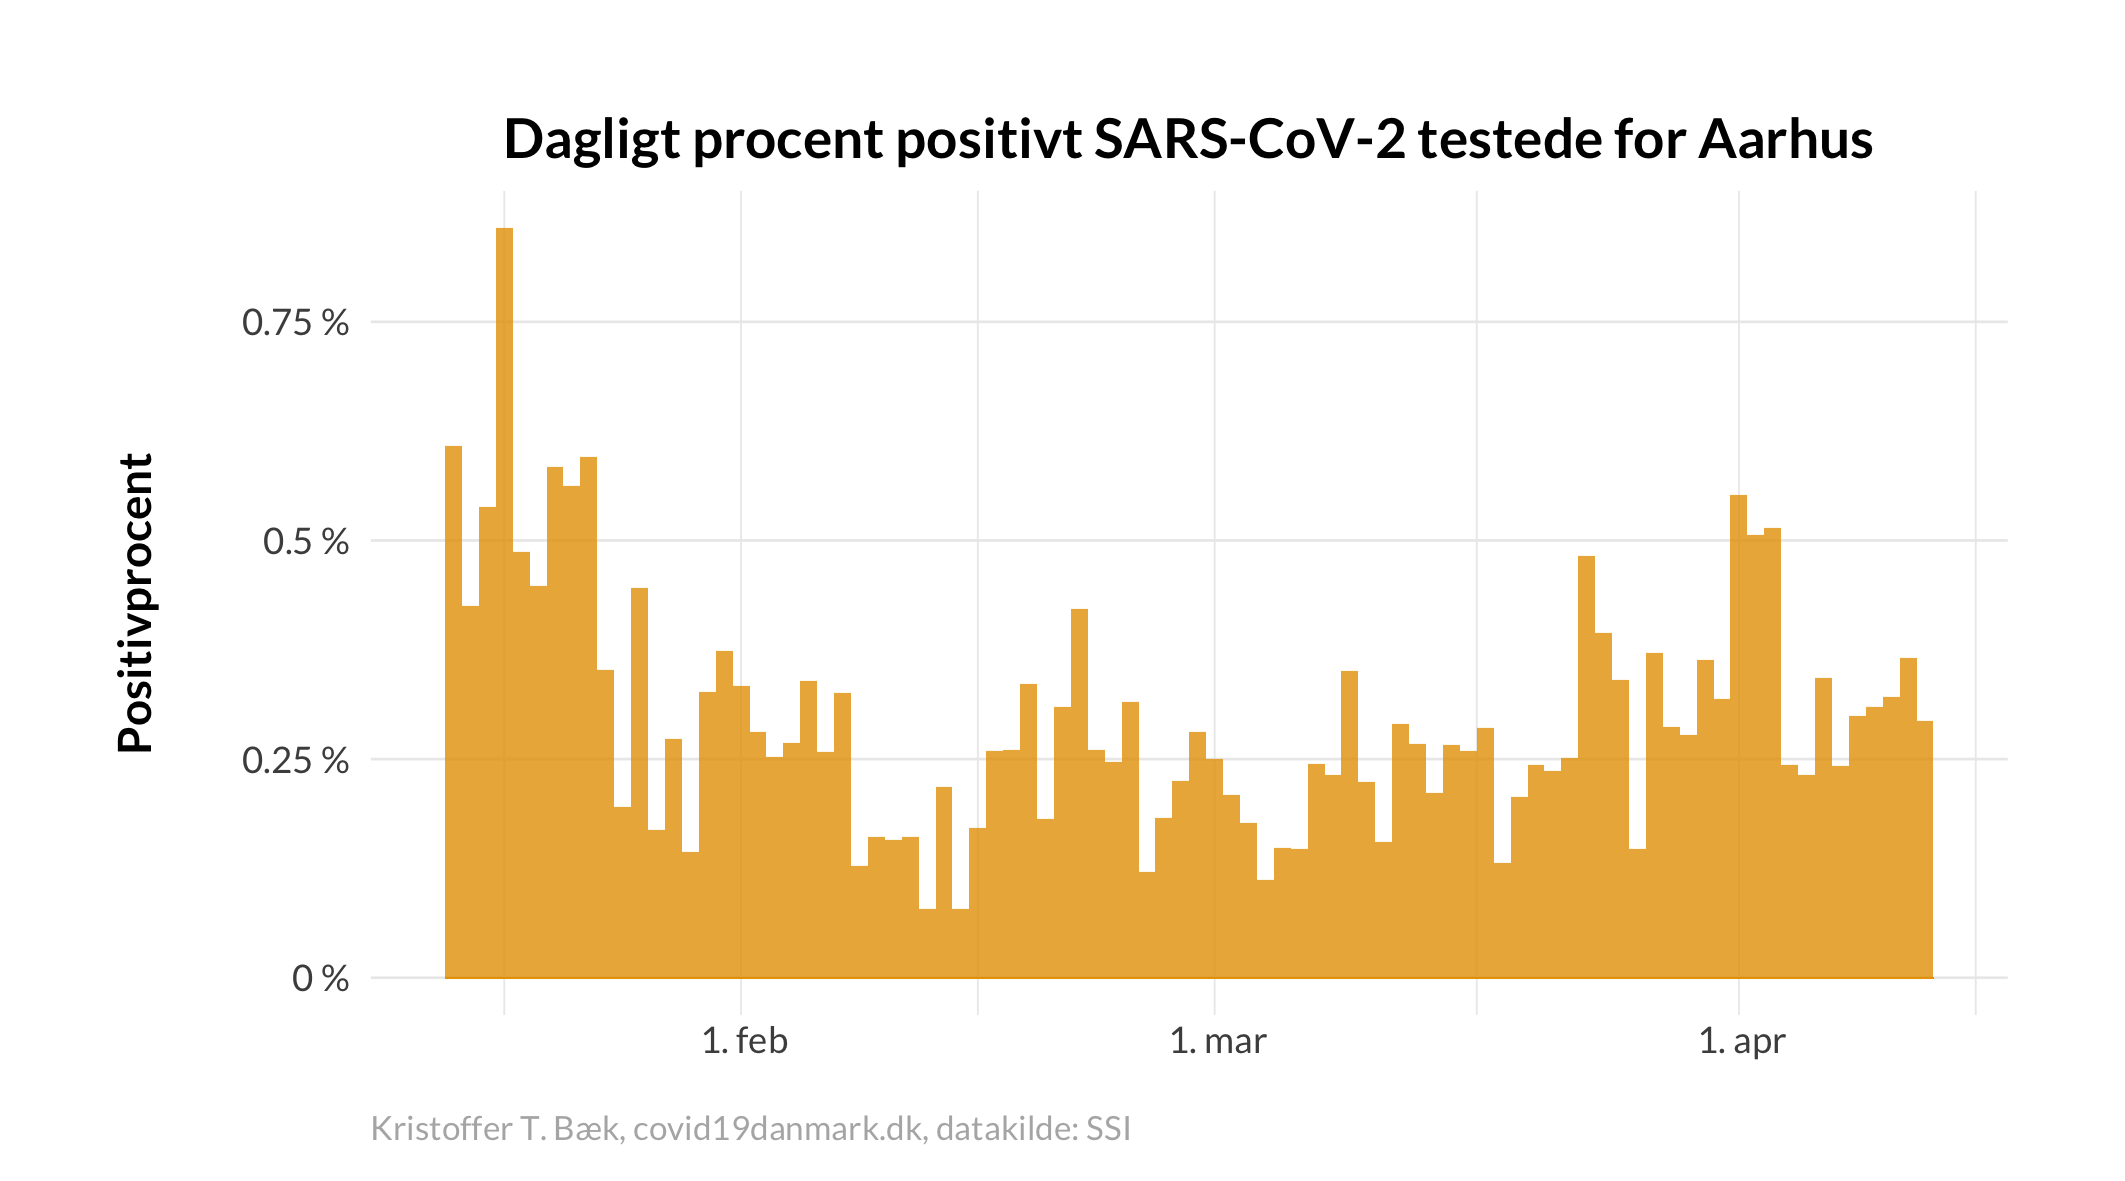 Dagligt procent positivt SARS-CoV-2 testede for Aarhus
Positivprocent
0.75 %
0.5 %
0.25 %
0 %
1. feb
1. mar
1. apr
Kristoffer T. Bæk, covid19danmark.dk, datakilde: SSI